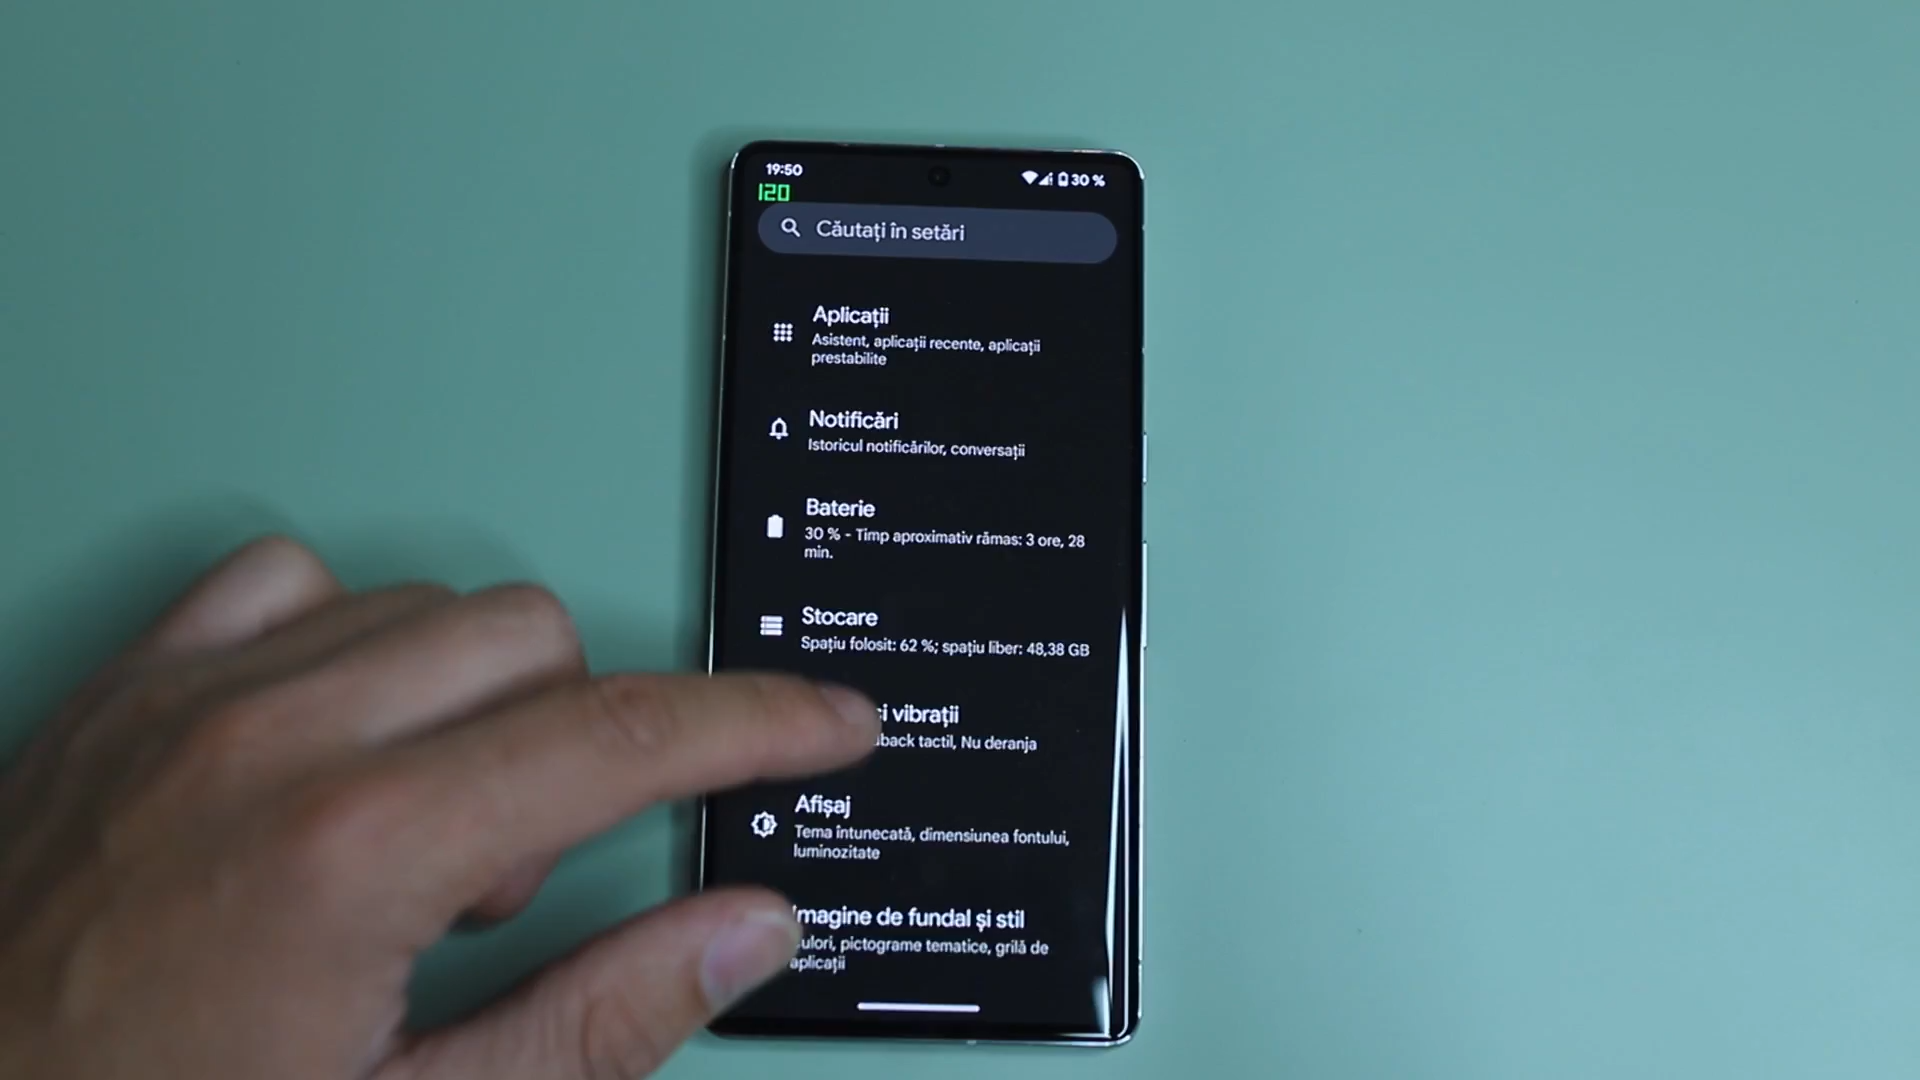 19:50
30 %
120
Căutați în setări
Aplicații
Asistent, aplicații recente, aplicații
prestabilite
Notificări
Istoricul notificărilor, conversații
Baterie
30 % - Timp aproximativ rămas: 3 ore, 28
min.
Stocare
Spațiu folosit: 62 %; spațiu liber: 48,38 GB
vibrații
tactil, Nu deranja
Afișaj
Tema întunecată, dimensiunea fontului,
luminozitate
Imagine de fundal și stil
pictograme tematice, grilă de
aplicații